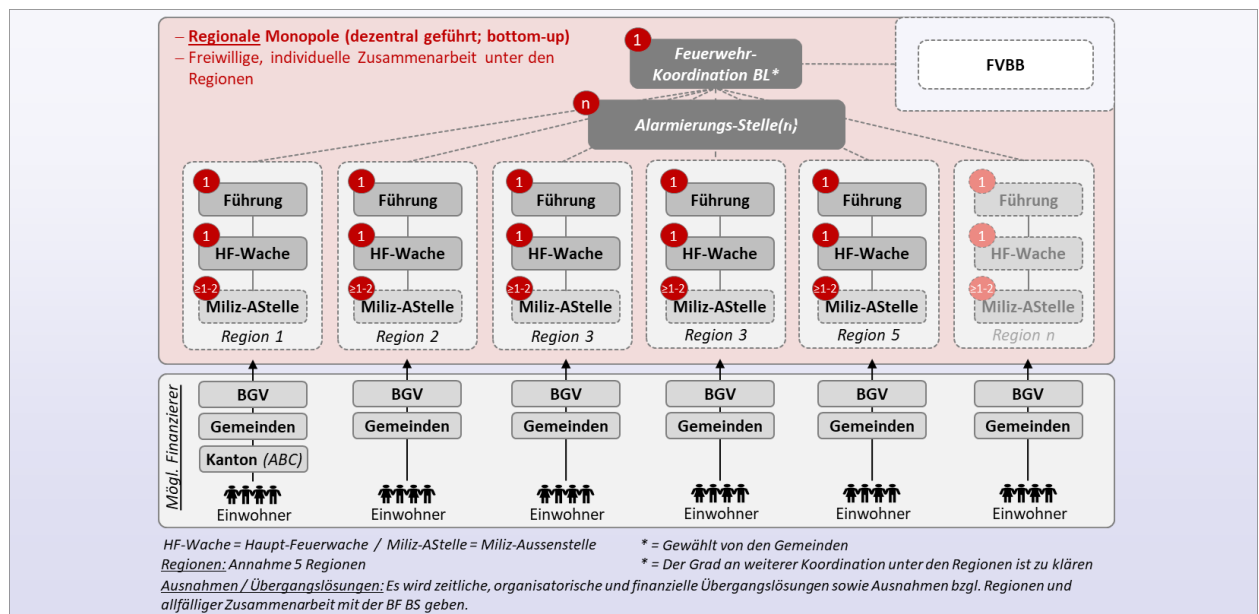 – Regionale Monopole (dezentral geführt; bottom-up)
– Freiwillige, individuelle Zusammenarbeit unter den
Regionen
1
Feuerwehr-
Koordination BL*
FVBB
n
Alarmierungs-Stelle(n}
1 1 1 1 1 1
Führung Führung Führung Führung Führung Führung
1 1 1 1 1 1
HF-Wache HF-Wache HF-Wache HF-Wache HF-Wache HF-Wache
≥1-2 ≥1-2 ≥1-2 ≥1-2 ≥1-2 ≥1-2
Miliz-AStelle Miliz-AStelle Miliz-AStelle Miliz-AStelle Miliz-AStelle Miliz-AStelle
Region 1 Region 2 Region 3 Region 3 Region 5 Region n
Mögl. Finanzierer
BGV BGV BGV BGV BGV BGV
Gemeinden Gemeinden Gemeinden Gemeinden Gemeinden Gemeinden
Kanton (ABC)
Einwohner Einwohner Einwohner Einwohner Einwohner Einwohner
HF-Wache = Haupt-Feuerwache / Miliz-AStelle = Miliz-Aussenstelle
* = Gewählt von den Gemeinden
Regionen: Annahme 5 Regionen
* = Der Grad an weiterer Koordination unter den Regionen ist zu klären
Ausnahmen / Übergangslösungen: Es wird zeitliche, organisatorische und finanzielle Übergangslösungen sowie Ausnahmen bzgl. Regionen und
allfälliger Zusammenarbeit mit der BF BS geben.